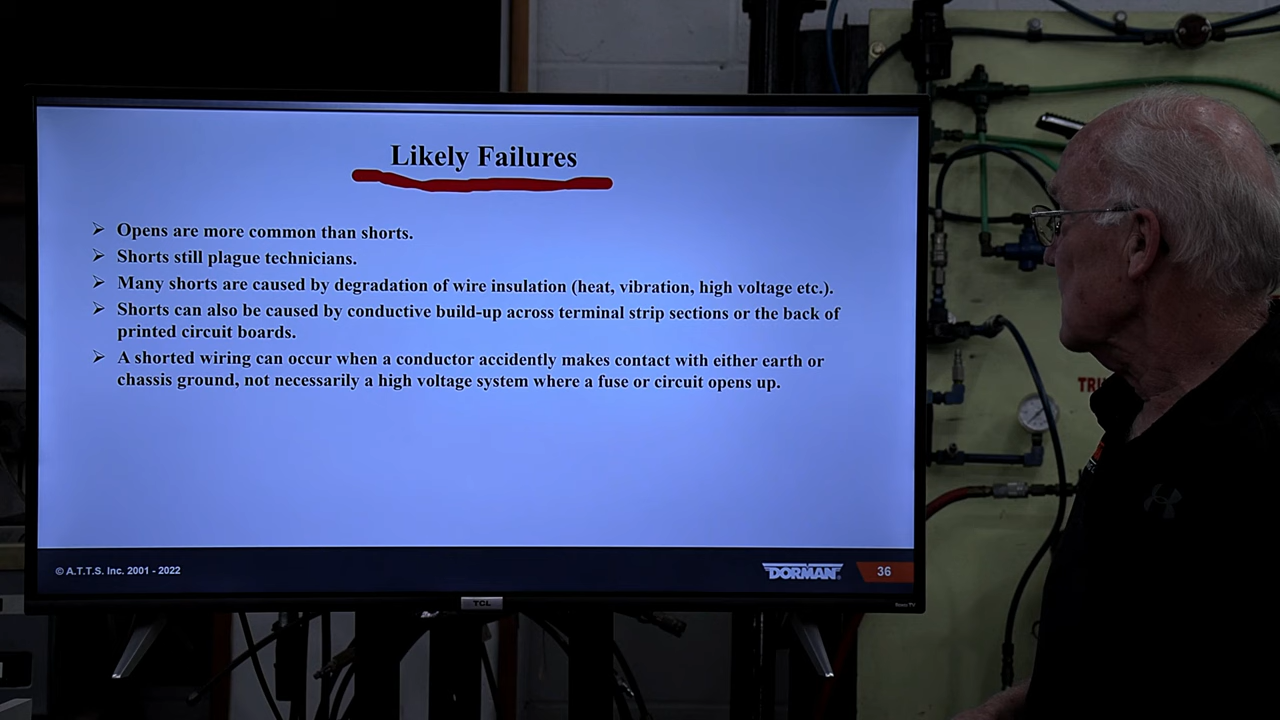 Likely Failures
Opens are more common than shorts.
Shorts still plague technicians.
Many shorts are caused by degradation of wire insulation (heat, vibration, high voltage etc.).
Shorts can also be caused by conductive build-up across terminal strip sections or the back of
printed circuit boards.
A shorted wiring can occur when a conductor accidently makes contact with either earth or
chassis ground, not necessarily a high voltage system where a fuse or circuit opens up.
© A.T.T.S. Inc. 2001 - 2022
DORMAN
36
TCL
Roku TV